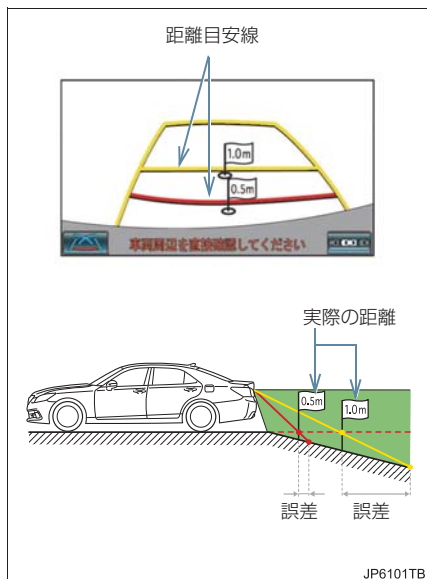 距離目安線
1.0m
0.5m
車両周辺を直接確認してください
実際の距離
0.5m
1.0m
誤差 誤差
JP6101TB